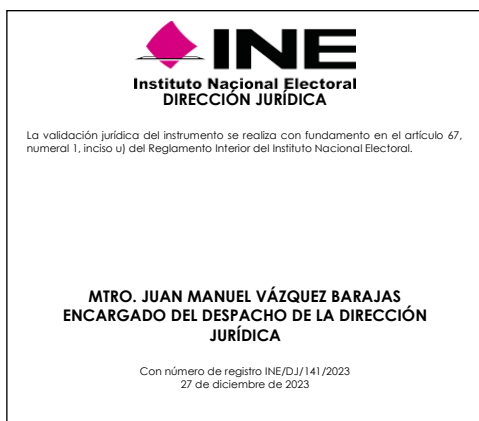 INE
Instituto Nacional Electoral
DIRECCIÓN JURÍDICA
La validación jurídica del instrumento se realiza con fundamento en el artículo 67,
numeral 1, inciso u) del Reglamento Interior del Instituto Nacional Electoral.
MTRO. JUAN MANUEL VÁZQUEZ BARAJAS
ENCARGADO DEL DESPACHO DE LA DIRECCIÓN
JURÍDICA
Con número de registro INE/DJ/141/2023
27 de diciembre de 2023